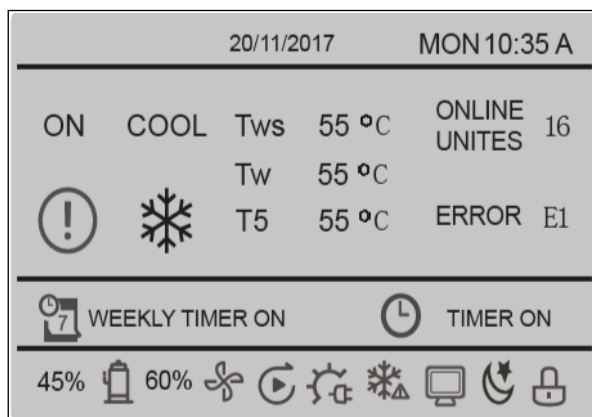 20/11/2017 MON 10:35 A
ON COOL Tws 55 °C ONLINE UNITES 16
Tw 55 °C
! T5 55 °C ERROR E1
7 WEEKLY TIMER ON TIMER ON
45% 60%